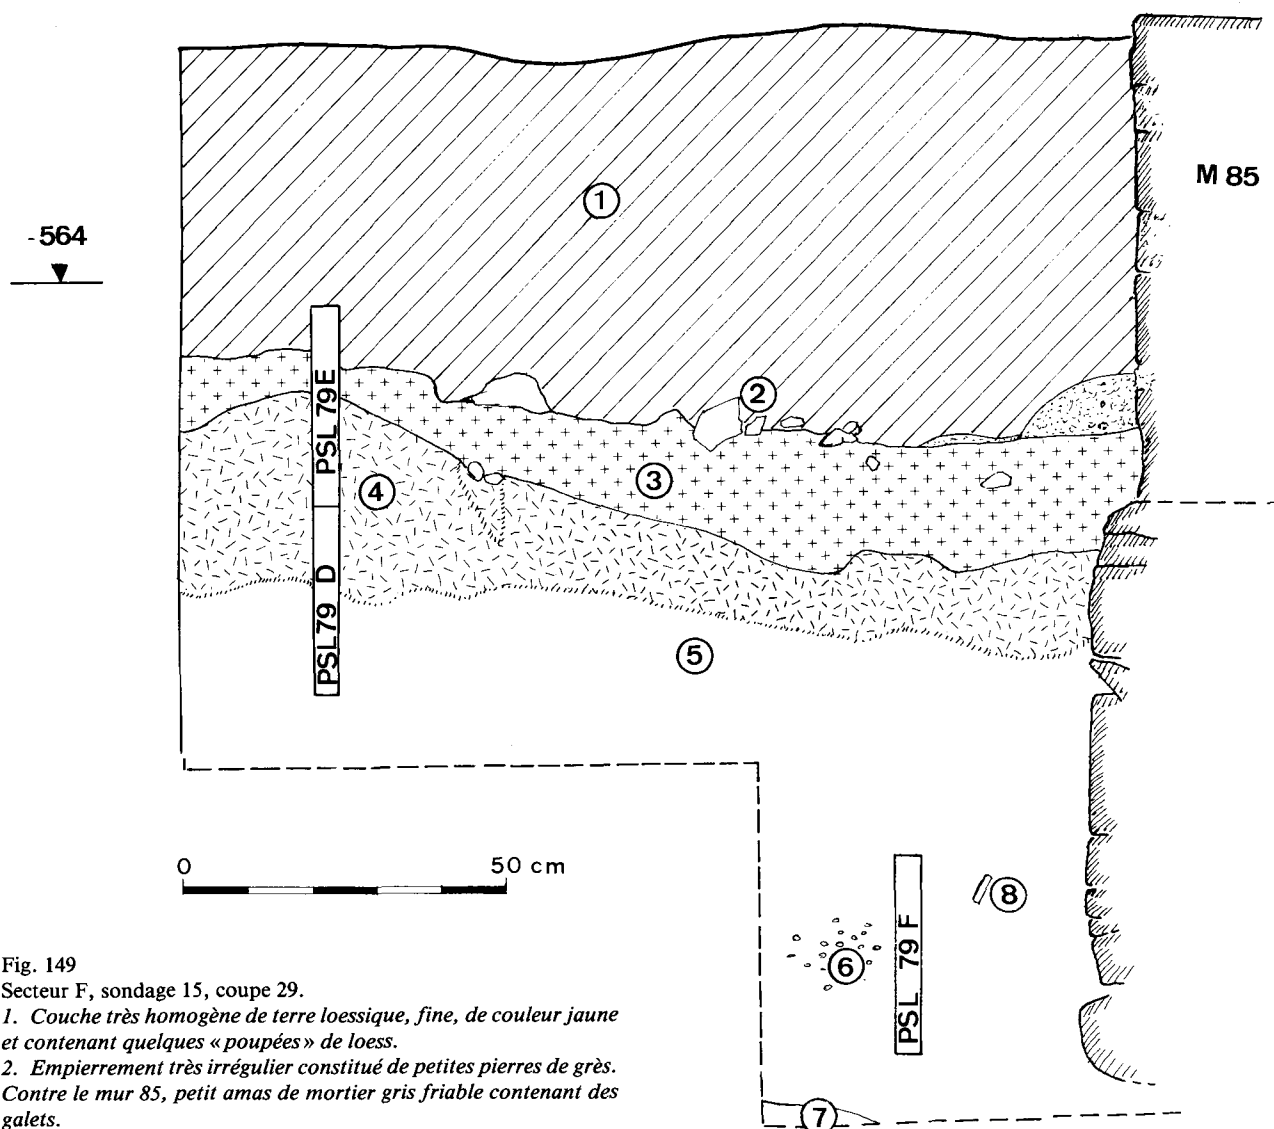 M 85
-564
1
2
PSL 79 E
3
4
PSL79 D
5
0 50 cm
8
PSL 79 F
6
7
Fig. 149
Secteur F, sondage 15, coupe 29.
1. Couche très homogène de terre loessique, fine, de couleur jaune
et contenant quelques «poupées» de loess.
2. Empierrement très irrégulier constitué de petites pierres de grès.
Contre le mur 85, petit amas de mortier gris friable contenant des
galets.